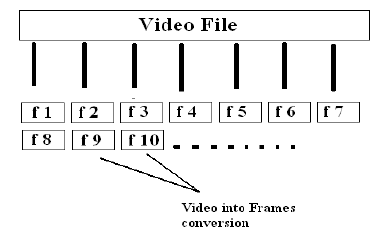 Video File
f 1 f 2 f 3 f 4 f 5 f 6 f 7
f 8 f 9 f 10
Video into Frames
conversion